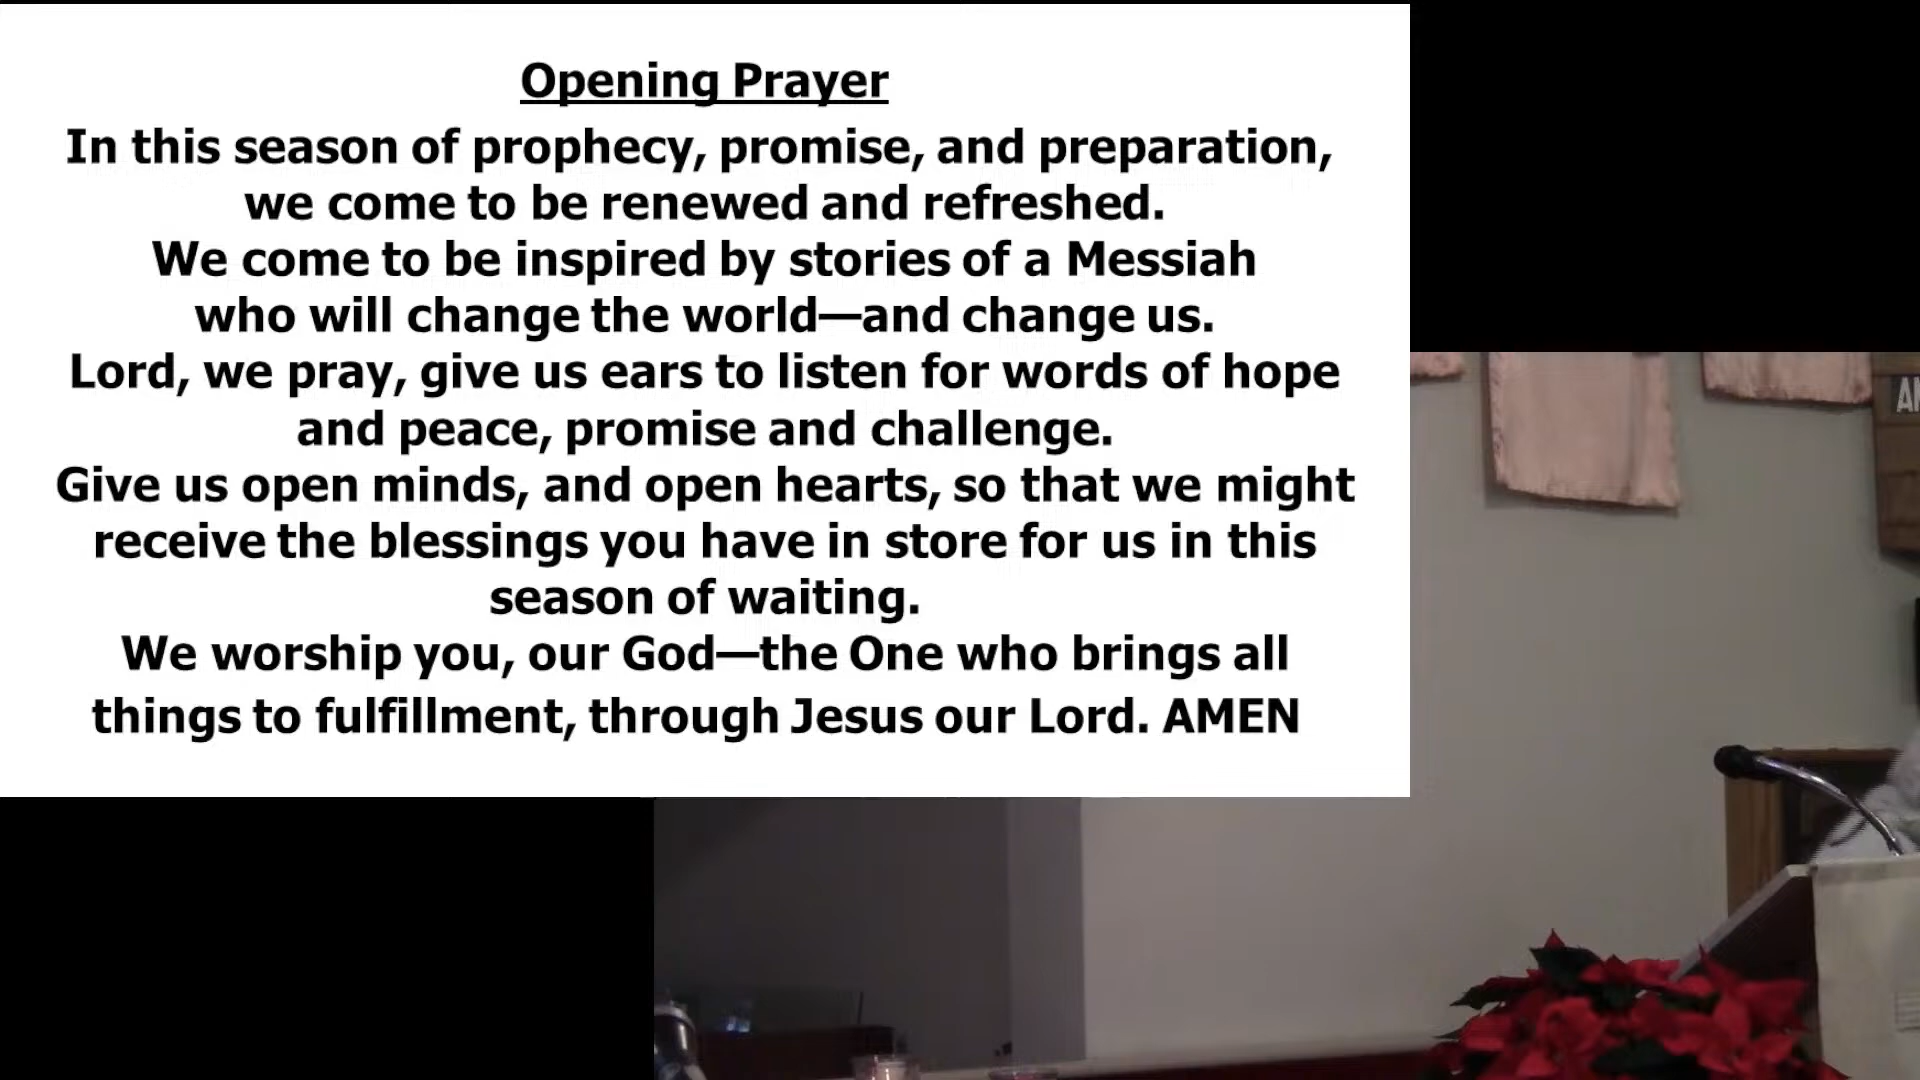 Opening Prayer
In this season of prophecy, promise, and preparation,
we come to be renewed and refreshed.
We come to be inspired by stories of a Messiah
who will change the world—and change us.
Lord, we pray, give us ears to listen for words of hope
and peace, promise and challenge.
Give us open minds, and open hearts, so that we might
receive the blessings you have in store for us in this
season of waiting.
We worship you, our God—the One who brings all
things to fulfillment, through Jesus our Lord. AMEN